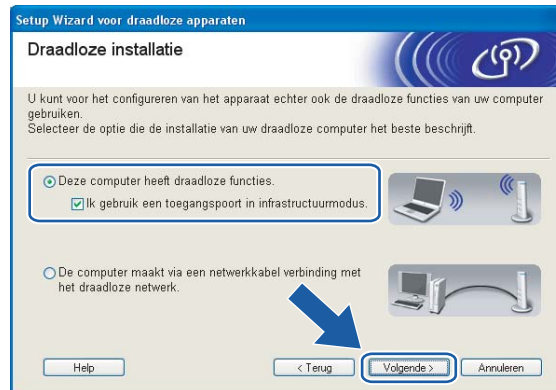 Setup Wizard voor draadloze apparaten
Draadloze installatie
U kunt voor het configureren van het apparaat echter ook de draadloze functies van uw computer
gebruiken.
Selecteer de optie die de installatie van uw draadloze computer het beste beschrijft.
Deze computer heeft draadloze functies.
Ik gebruik een toegangspoort in infrastructuurmodus.
De computer maakt via een netwerkkabel verbinding met
het draadloze netwerk.
Help
< Terug
Volgende >
Annuleren